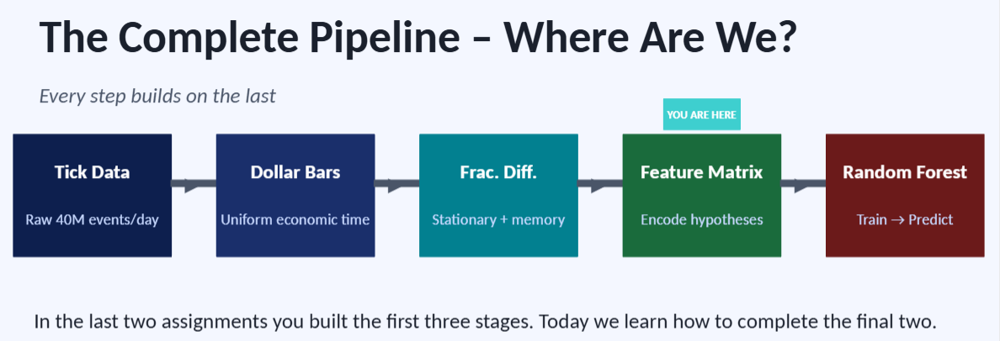 The Complete Pipeline – Where Are We?
Every step builds on the last
YOU ARE HERE
Tick Data
Raw 40M events/day
Dollar Bars
Uniform economic time
Frac. Diff.
Stationary + memory
Feature Matrix
Encode hypotheses
Random Forest
Train → Predict
In the last two assignments you built the first three stages. Today we learn how to complete the final two.